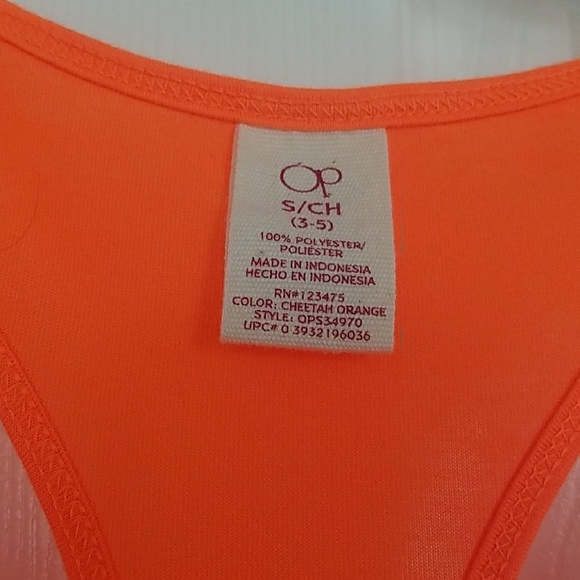 Op
S/CH
(3-5)
100% POLYESTER/
POLIÉSTER
MADE IN INDONESIA
HECHO EN INDONESIA
RN#123475
COLOR: CHEETAH ORANGE
STYLE: OPS34970
UPC# 0 3932196036